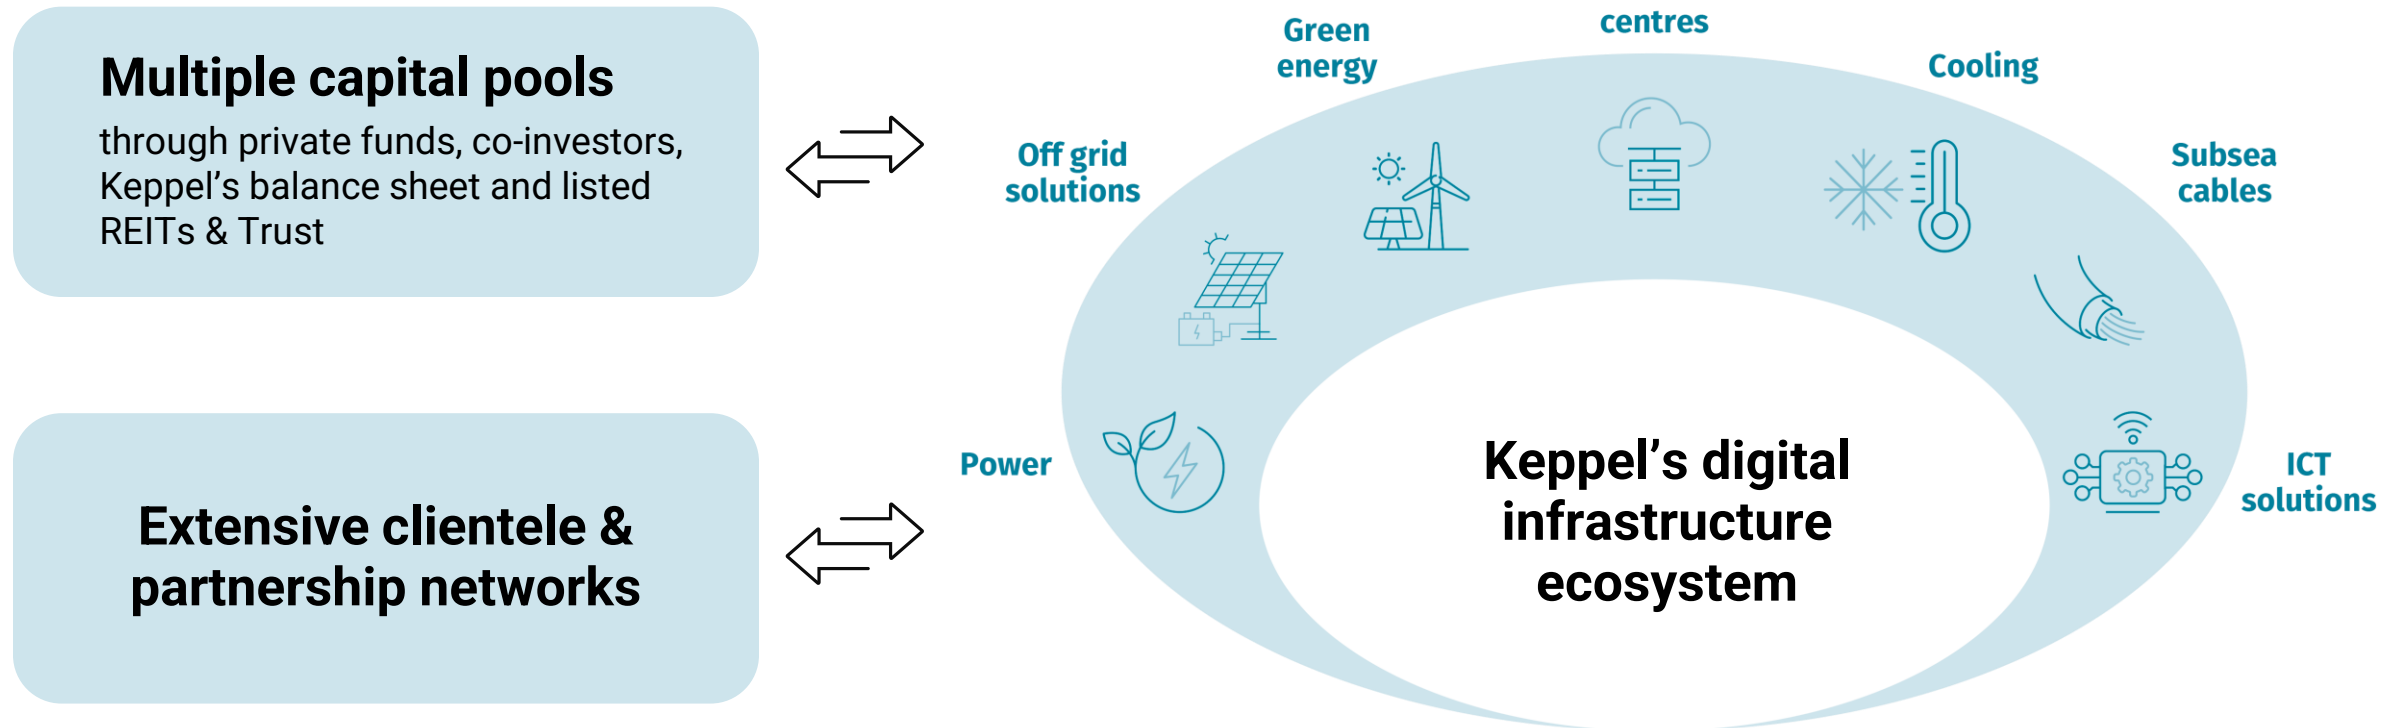 Multiple capital pools
through private funds, co-investors,
Keppel’s balance sheet and listed
REITs & Trust
Extensive clientele &
partnership networks
Power
Off grid
solutions
Green
energy
centres
Cooling
Subsea
cables
ICT
solutions
Keppel’s digital
infrastructure
ecosystem